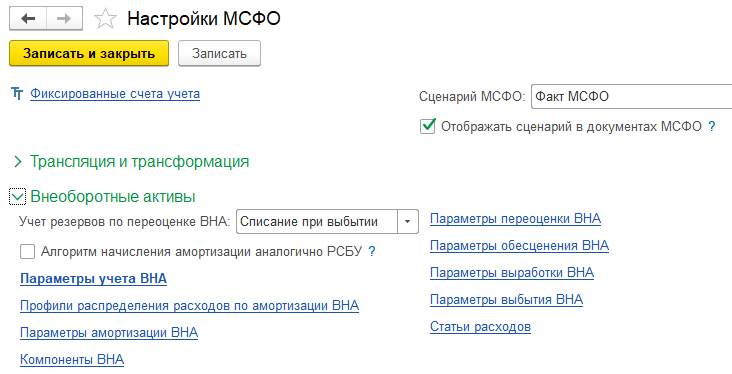 Настройки МСФО
Записать и закрыть
Записать
Фиксированные счета учета
Сценарий МСФО: Факт МСФО
Отображать сценарий в документах МСФО ?
Трансляция и трансформация
Внеоборотные активы
Учет резервов по переоценке ВНА: Списание при выбытии
Алгоритм начисления амортизации аналогично РСБУ ?
Параметры учета ВНА
Профили распределения расходов по амортизации ВНА
Параметры амортизации ВНА
Компоненты ВНА
Параметры переоценки ВНА
Параметры обесценения ВНА
Параметры выработки ВНА
Параметры выбытия ВНА
Статьи расходов